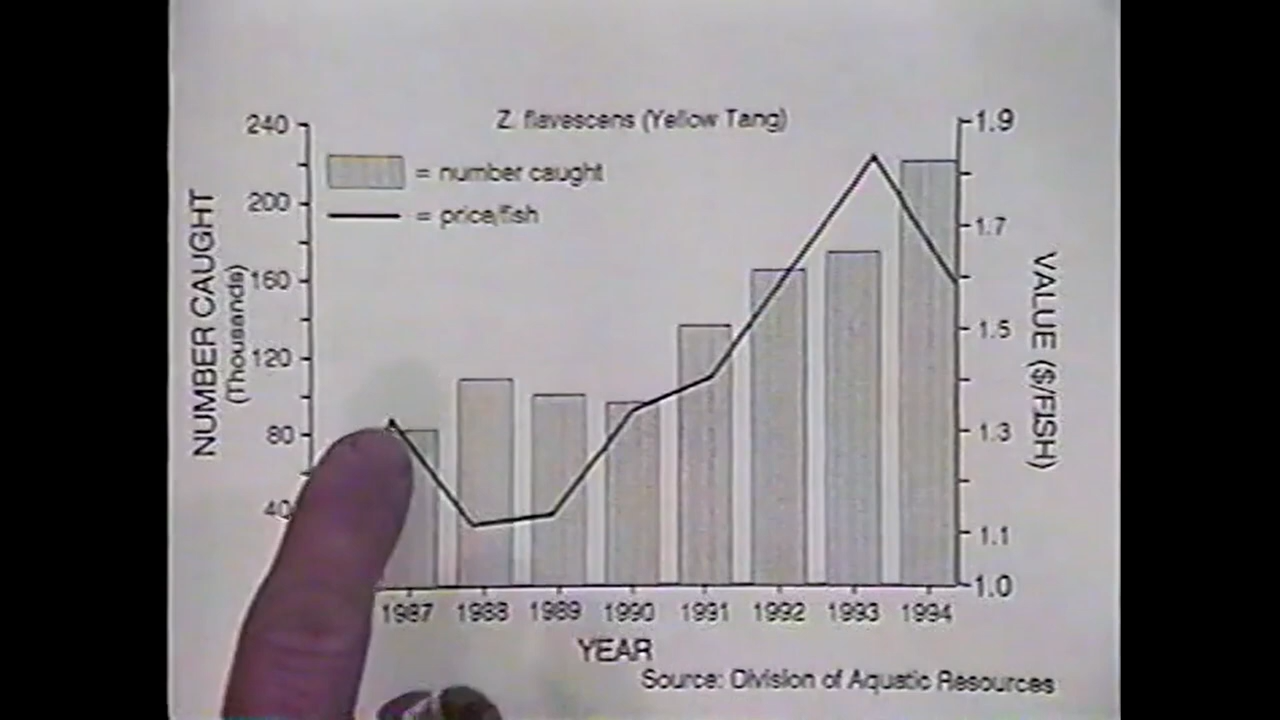 Z. flavescens (Yellow Tang)
= number caught
= price/fish
NUMBER CAUGHT
(Thousands)
240
200
160
120
80
40
1.9
1.7
1.5
1.3
1.1
1.0
VALUE ($/FISH)
1987 1988 1989 1990 1991 1992 1993 1994
YEAR
Source: Division of Aquatic Resources